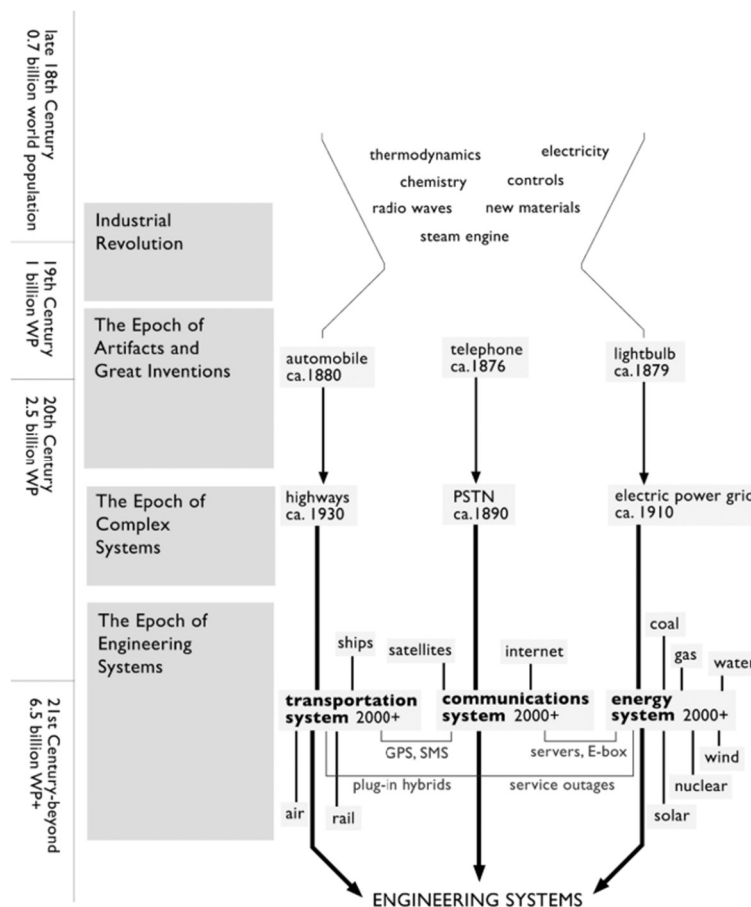 late 18th Century
0.7 billion world population
19th Century
1 billion WP
20th Century
2.5 billion WP
21st Century-beyond
6.5 billion WP+
Industrial
Revolution
The Epoch of
Artifacts and
Great Inventions
The Epoch of
Complex
Systems
The Epoch of
Engineering
Systems
thermodynamics
electricity
chemistry
controls
radio waves
new materials
steam engine
automobile
ca.1880
telephone
ca.1876
lightbulb
ca.1879
highways
ca. 1930
PSTN
ca.1890
electric power grid
ca. 1910
ships
satellites
internet
coal
gas
water
transportation
system 2000+
communications
system 2000+
energy
system 2000+
GPS, SMS
servers, E-box
wind
plug-in hybrids
service outages
nuclear
air
rail
solar
ENGINEERING SYSTEMS